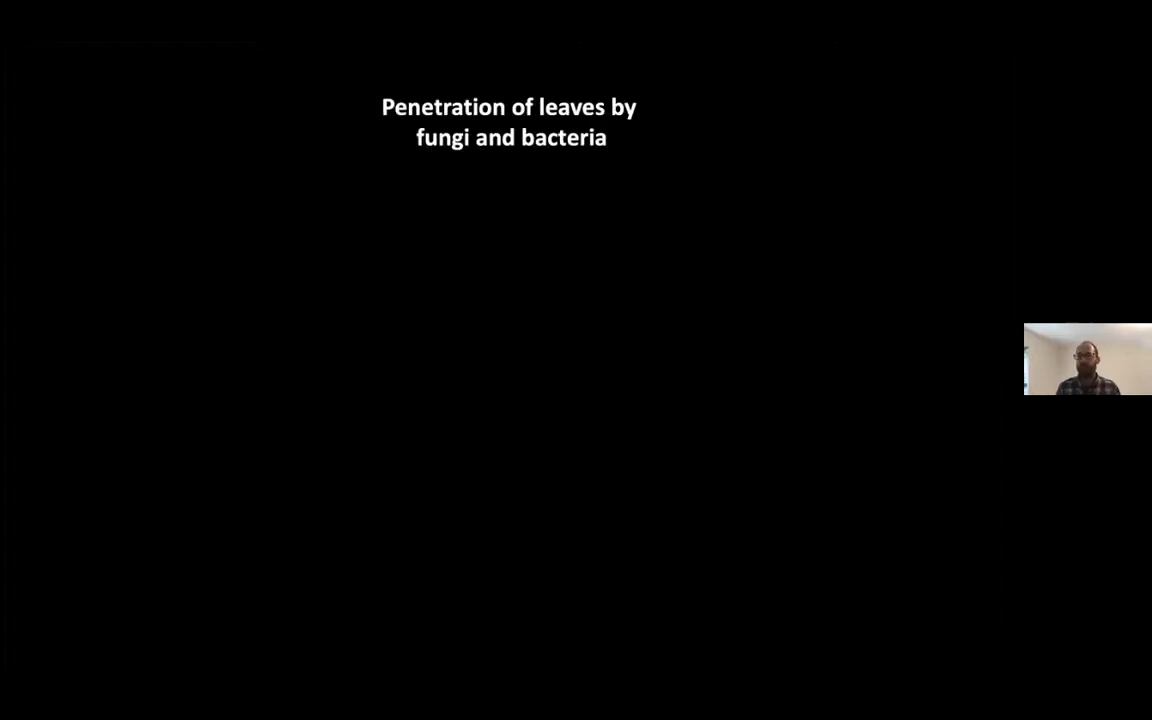 Penetration of leaves by
fungi and bacteria